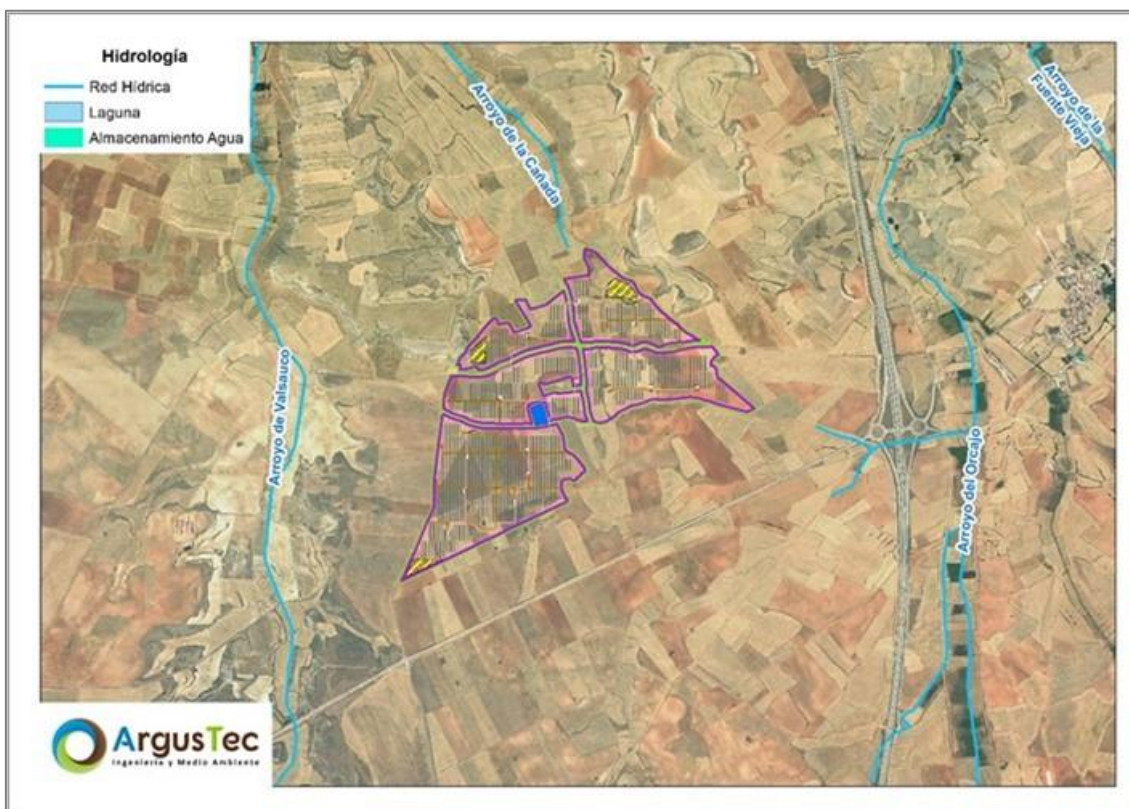 Hidrología
Red Hídrica
Laguna
Almacenamiento Agua
Arroyo de la Cañada
Arroyo de la
Fuente Vieja
Arroyo de Valsauco
Arroyo del Orcajo
ArgusTec
Ingeniería y Medio Ambiente